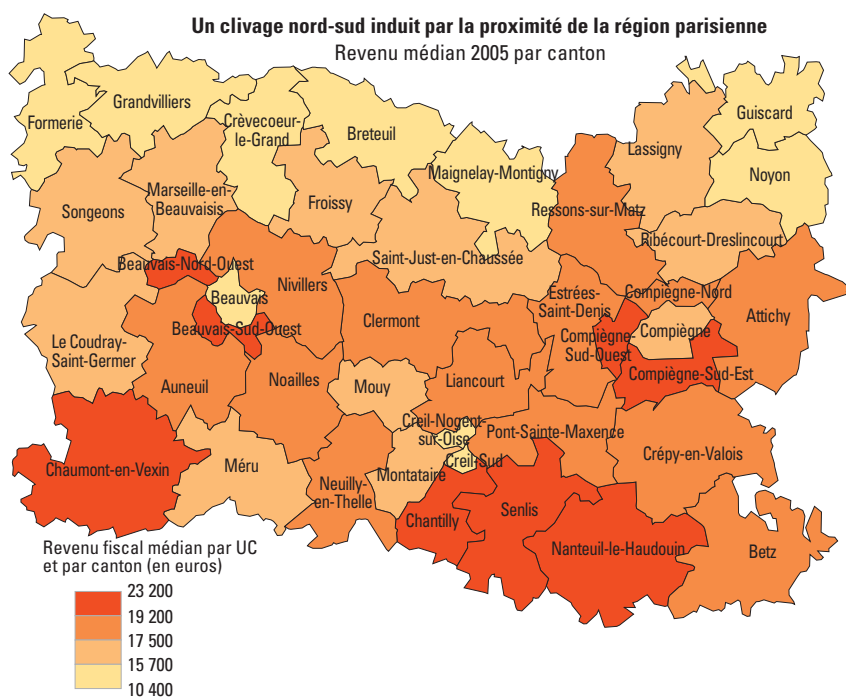 Un clivage nord-sud induit par la proximité de la région parisienne
Revenu médian 2005 par canton
Formerie
Grandvilliers
Crèvecoeur-
le-Grand
Breteuil
Maignelay-Montigny
Lassigny
Guiscard
Noyon
Songeons
Marseille-en-
Beauvaisis
Froissy
Ressons-sur-Matz
Ribécourt-Dreslincourt
Saint-Just-en-Chaussée
Beauvais-Nord-Ouest
Nivillers
Beauvais
Beauvais-Sud-Ouest
Clermont
Estrées-
Saint-Denis
Compiègne-Nord
Compiègne
Compiègne-
Sud-Ouest
Compiègne-Sud-Est
Attichy
Le Coudray-
Saint-Germer
Auneuil
Noailles
Mouy
Liancourt
Creil-Nogent-
sur-Oise
Creil-Sud
Pont-Sainte-Maxence
Crépy-en-Valois
Chaumont-en-Vexin
Méru
Neuilly-
en-Thelle
Montataire
Chantilly
Senlis
Nanteuil-le-Haudouin
Betz
Revenu fiscal médian par UC
et par canton (en euros)
23 200
19 200
17 500
15 700
10 400